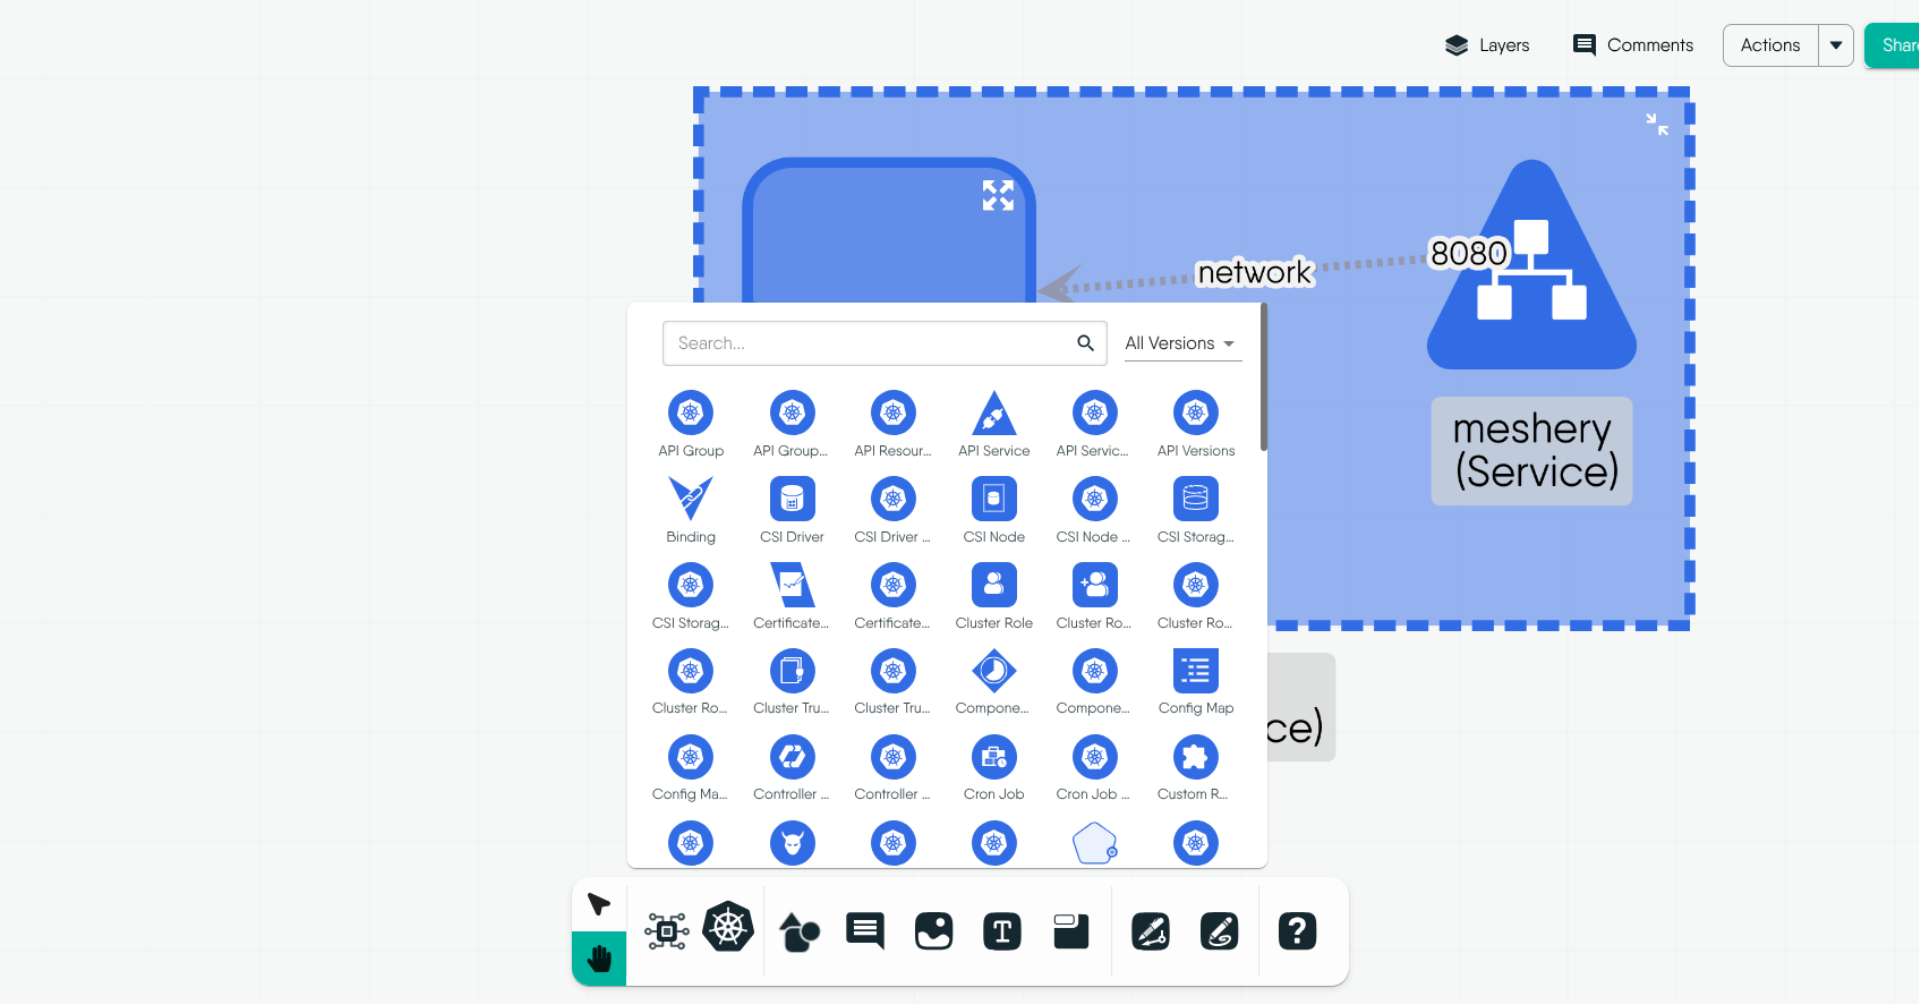 Layers
Comments
Actions
network
8080
Search...
All Versions
API Group
API Group...
API Resour...
API Service
API Servic...
API Versions
meshery
(Service)
Binding
CSI Driver
CSI Driver ...
CSI Node
CSI Node ...
CSI Storag...
CSI Storag...
Certificate...
Certificate...
Cluster Role
Cluster Ro...
Cluster Ro...
Cluster Ro...
Cluster Tru...
Cluster Tru...
Compone...
Compone...
Config Map
ce)
Config Ma...
Controller ...
Controller ...
Cron Job
Cron Job ...
Custom R...
T
?